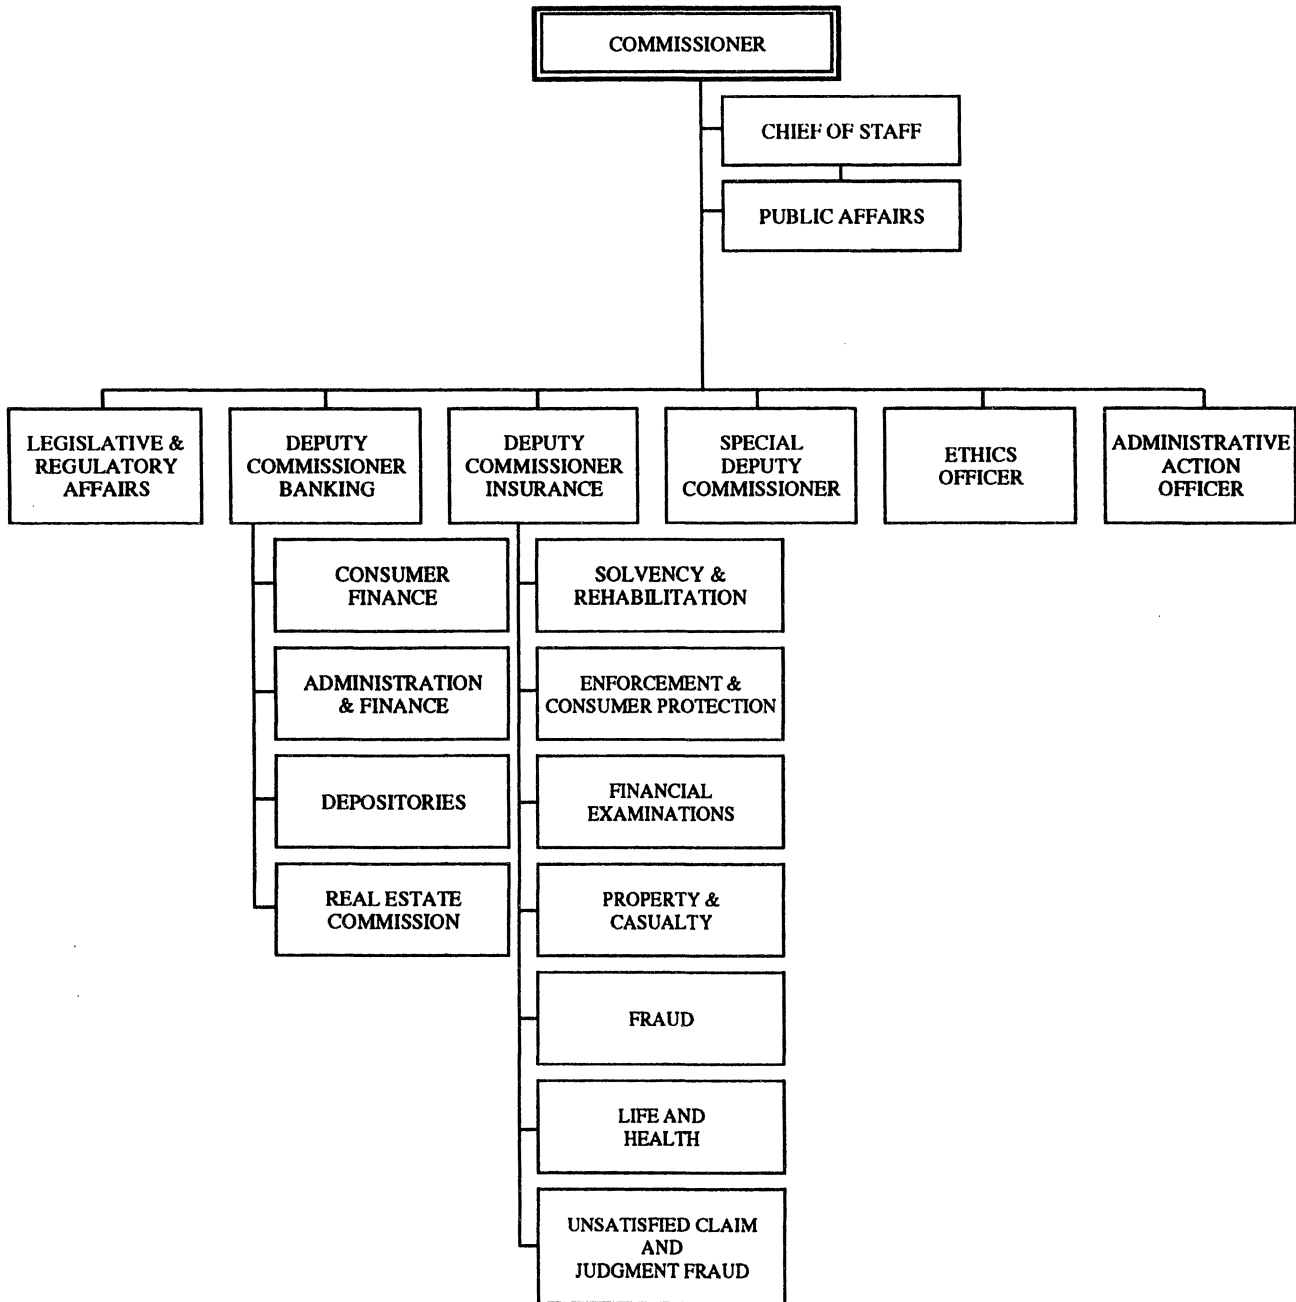 COMMISSIONER
CHIEF OF STAFF
PUBLIC AFFAIRS
LEGISLATIVE &
REGULATORY
AFFAIRS
DEPUTY
COMMISSIONER
BANKING
DEPUTY
COMMISSIONER
INSURANCE
SPECIAL
DEPUTY
COMMISSIONER
ETHICS
OFFICER
ADMINISTRATIVE
ACTION
OFFICER
CONSUMER
FINANCE
ADMINISTRATION
& FINANCE
DEPOSITORIES
REAL ESTATE
COMMISSION
SOLVENCY &
REHABILITATION
ENFORCEMENT &
CONSUMER PROTECTION
FINANCIAL
EXAMINATIONS
PROPERTY &
CASUALTY
FRAUD
LIFE AND
HEALTH
UNSATISFIED CLAIM
AND
JUDGMENT FRAUD